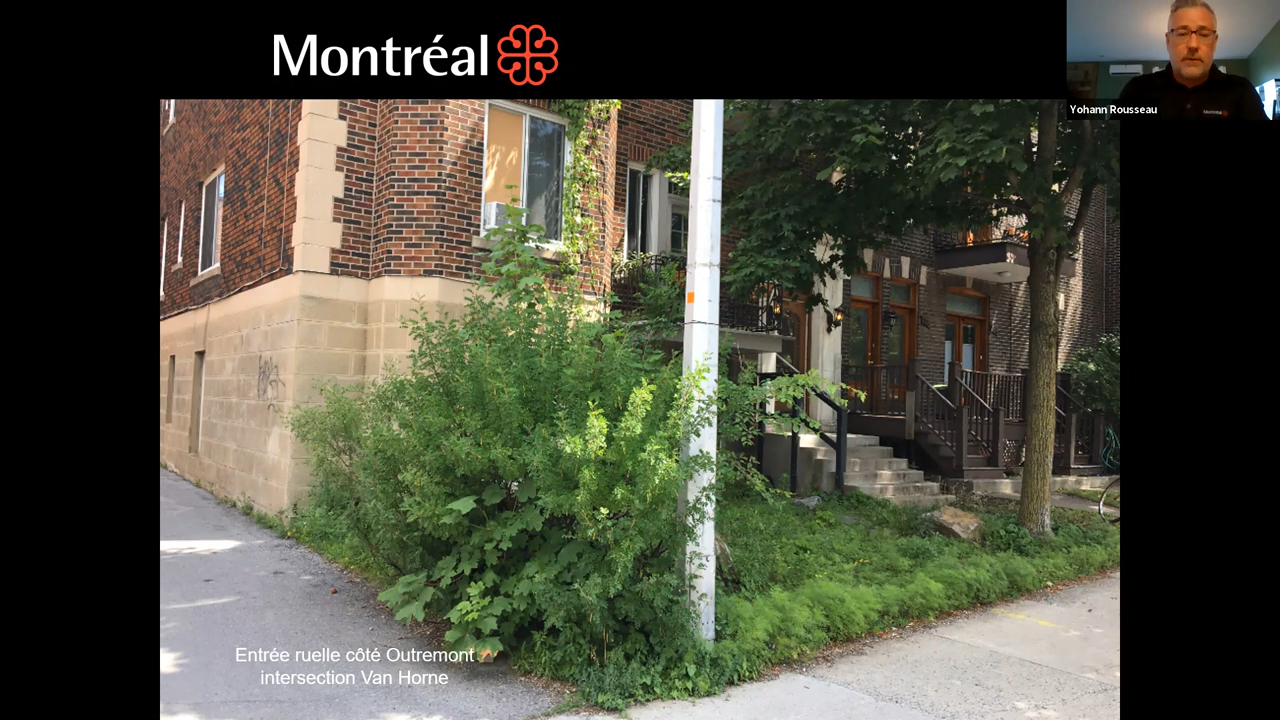 Montréal
Yohann Rousseau
Entrée ruelle côté Outremont
intersection Van Horne